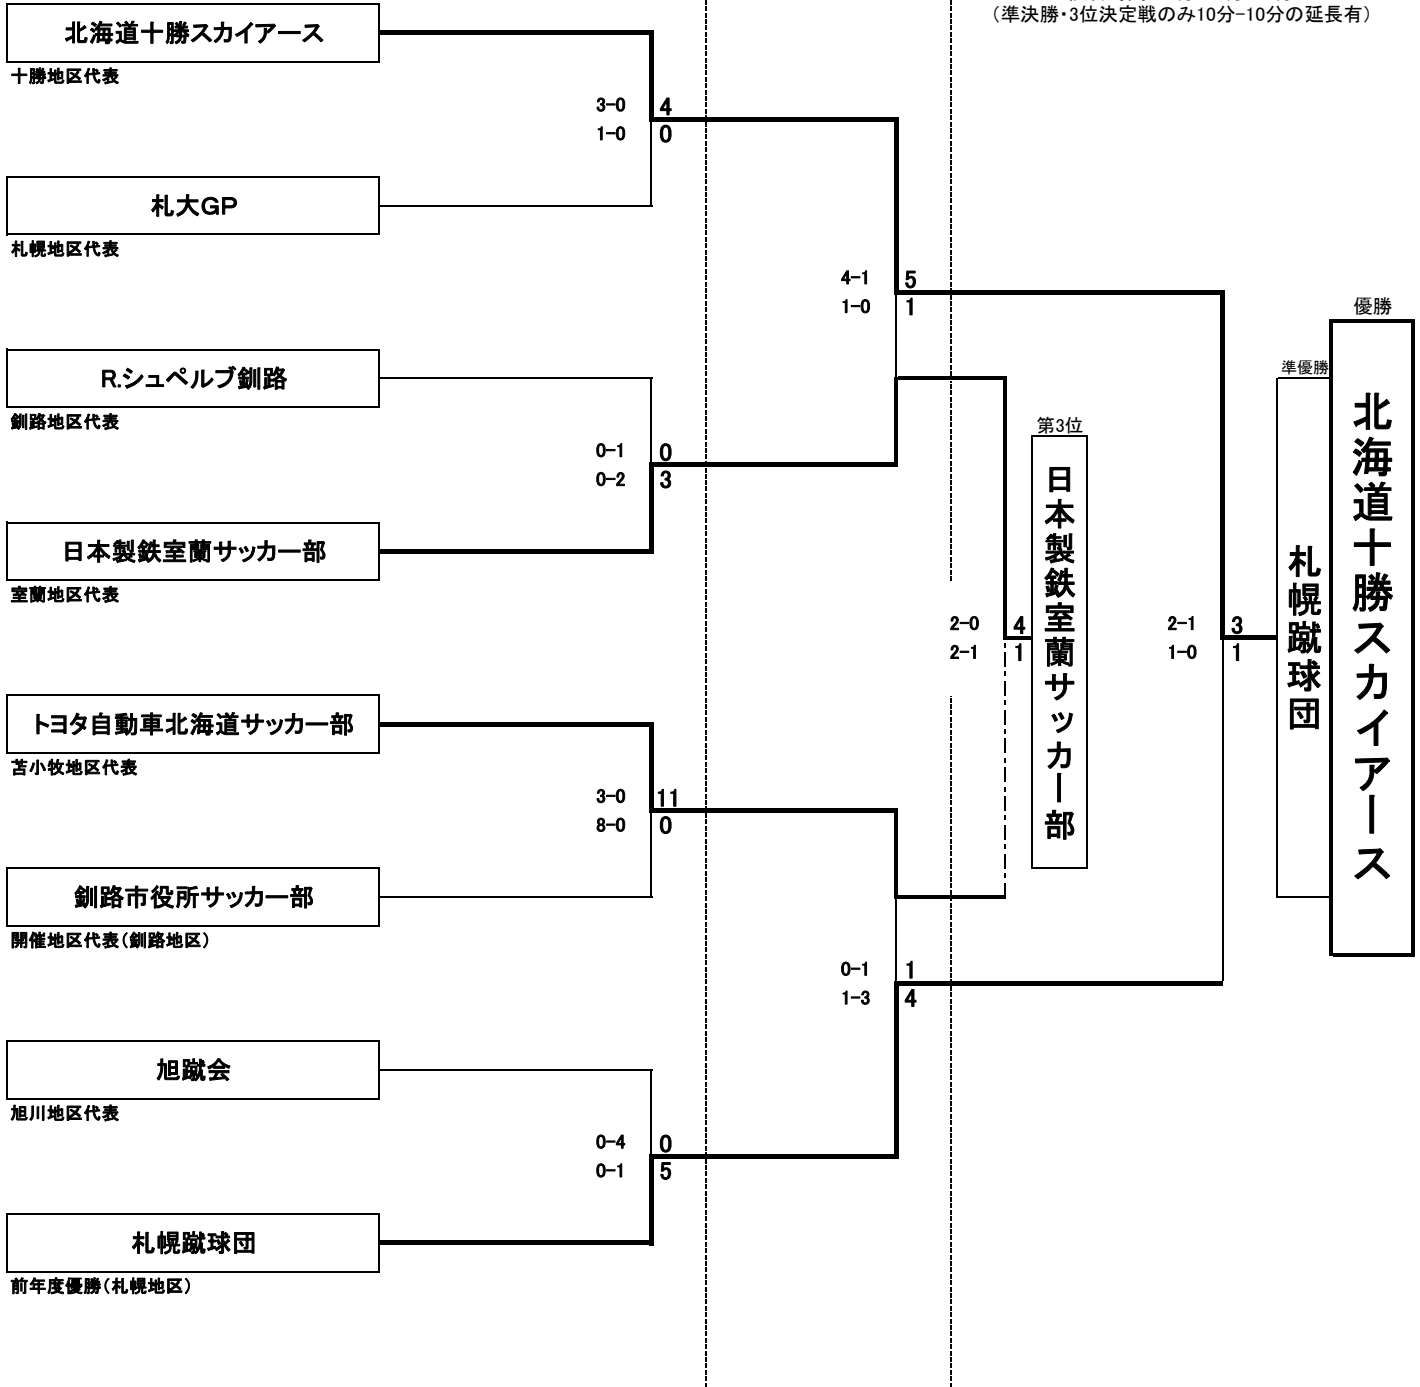 (準決勝・3位決定戦のみ10分-10分の延長有)
北海道十勝スカイアース
十勝地区代表
3-0 4
1-0 0
札大GP
札幌地区代表
4-1 5
1-0 1
R.シュペルブ釧路
釧路地区代表
0-1 0
0-2 3
日本製鉄室蘭サッカー部
室蘭地区代表
第3位
日本製鉄室蘭サッカー部
2-0 4
2-1 1
2-1 3
1-0 1
優勝
北海道十勝スカイアース
準優勝
札幌蹴球団
トヨタ自動車北海道サッカー部
苫小牧地区代表
3-0 11
8-0 0
釧路市役所サッカー部
開催地区代表(釧路地区)
0-1 1
1-3 4
旭蹴会
旭川地区代表
0-4 0
0-1 5
札幌蹴球団
前年度優勝(札幌地区)